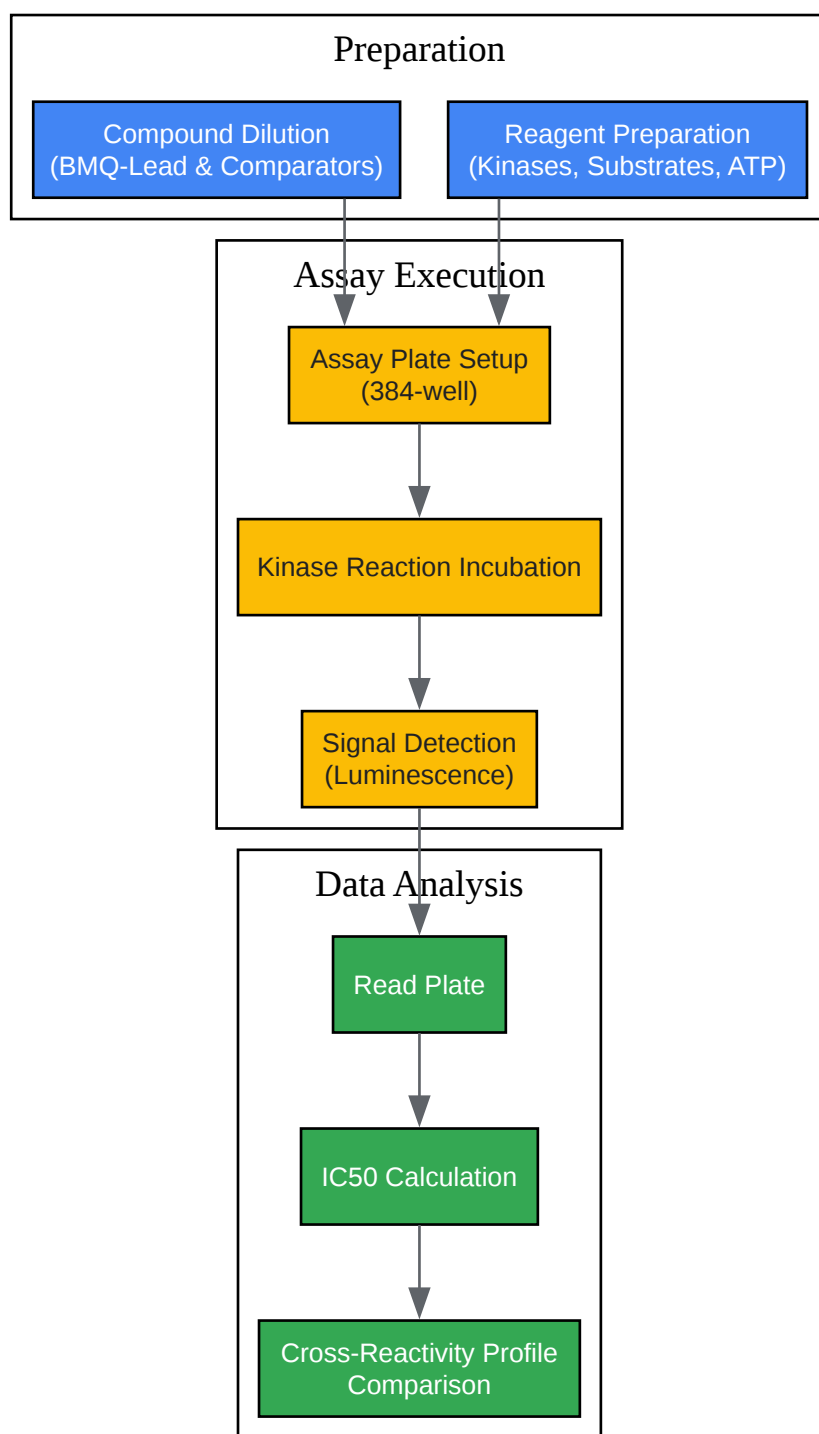 Preparation
Compound Dilution
(BMQ-Lead & Comparators)
Reagent Preparation
(Kinases, Substrates, ATP)
Assay Execution
Assay Plate Setup
(384-well)
Kinase Reaction Incubation
Signal Detection
(Luminescence)
Data Analysis
Read Plate
IC50 Calculation
Cross-Reactivity Profile
Comparison